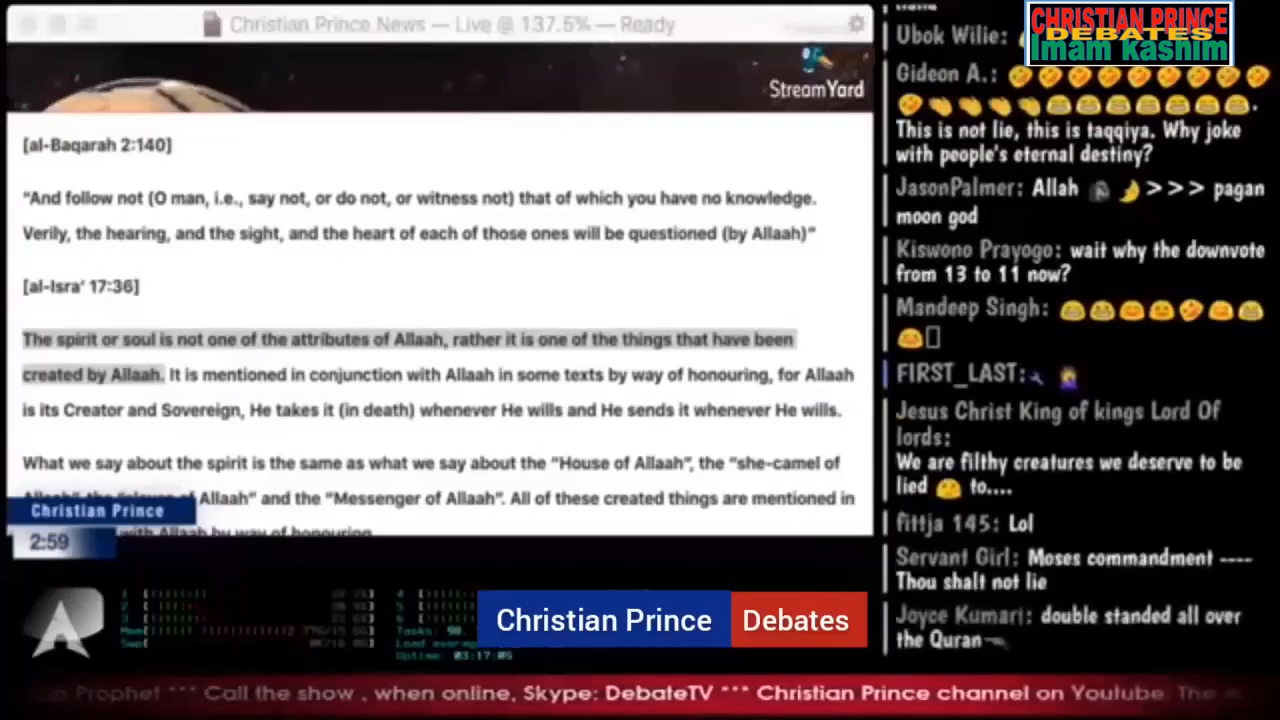 Christian Prince News — Live @ 137.5% — Ready
StreamYard
[al-Baqarah 2:140]
“And follow not (O man, i.e., say not, or do not, or witness not) that of which you have no knowledge.
Verily, the hearing, and the sight, and the heart of each of those ones will be questioned (by Allaah)”
[al-Isra’ 17:36]
The spirit or soul is not one of the attributes of Allaah, rather it is one of the things that have been
created by Allaah. It is mentioned in conjunction with Allaah in some texts by way of honouring, for Allaah
is its Creator and Sovereign, He takes it (in death) whenever He wills and He sends it whenever He wills.
What we say about the spirit is the same as what we say about the “House of Allaah”, the “she-camel of
Allaah” and the “Messenger of Allaah”. All of these created things are mentioned in
with Allaah by way of honouring
Christian Prince
2:59
Uptime: 03:17:05
Christian Prince Debates
CHRISTIAN PRINCE
DEBATES
Imam kashim
Ubok Wilie:
Gideon A.: 🤣🤣🤣🤣🤣🤣🤣🤣🤣
🤣👏👏👏👏😂😂😂😂😂😂😂.
This is not lie, this is taqqiya. Why joke
with people's eternal destiny?
JasonPalmer: Allah 🌙>>> pagan
moon god
Kiswono Prayogo: wait why the downvote
from 13 to 11 now?
Mandeep Singh:
FIRST_LAST:
Jesus Christ King of kings Lord Of
lords:
We are filthy creatures we deserve to be
lied to....
fittja 145: Lol
Servant Girl: Moses commandment ----
Thou shalt not lie
Joyce Kumari: double standed all over
the Quran
Prophet *** Call the show , when online, Skype: DebateTV *** Christian Prince channel on Youtube